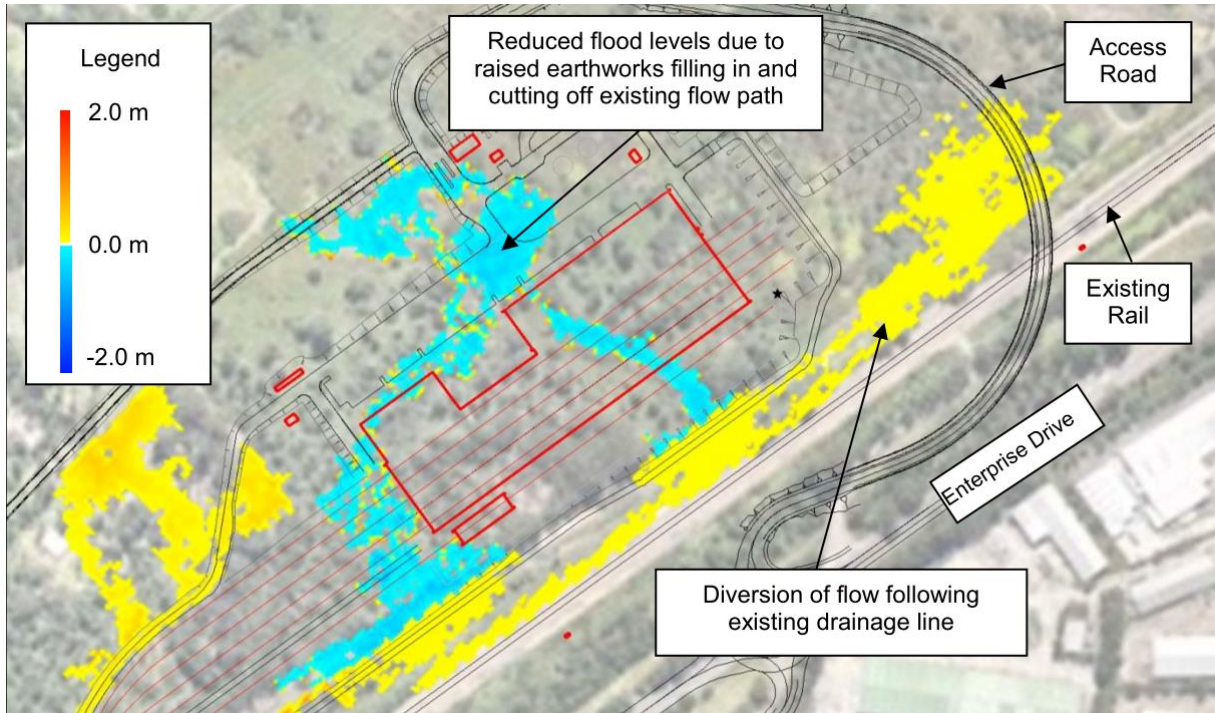 Legend
2.0 m
0.0 m
-2.0 m
Reduced flood levels due to
raised earthworks filling in and
cutting off existing flow path
Access
Road
Existing
Rail
Enterprise Drive
Diversion of flow following
existing drainage line